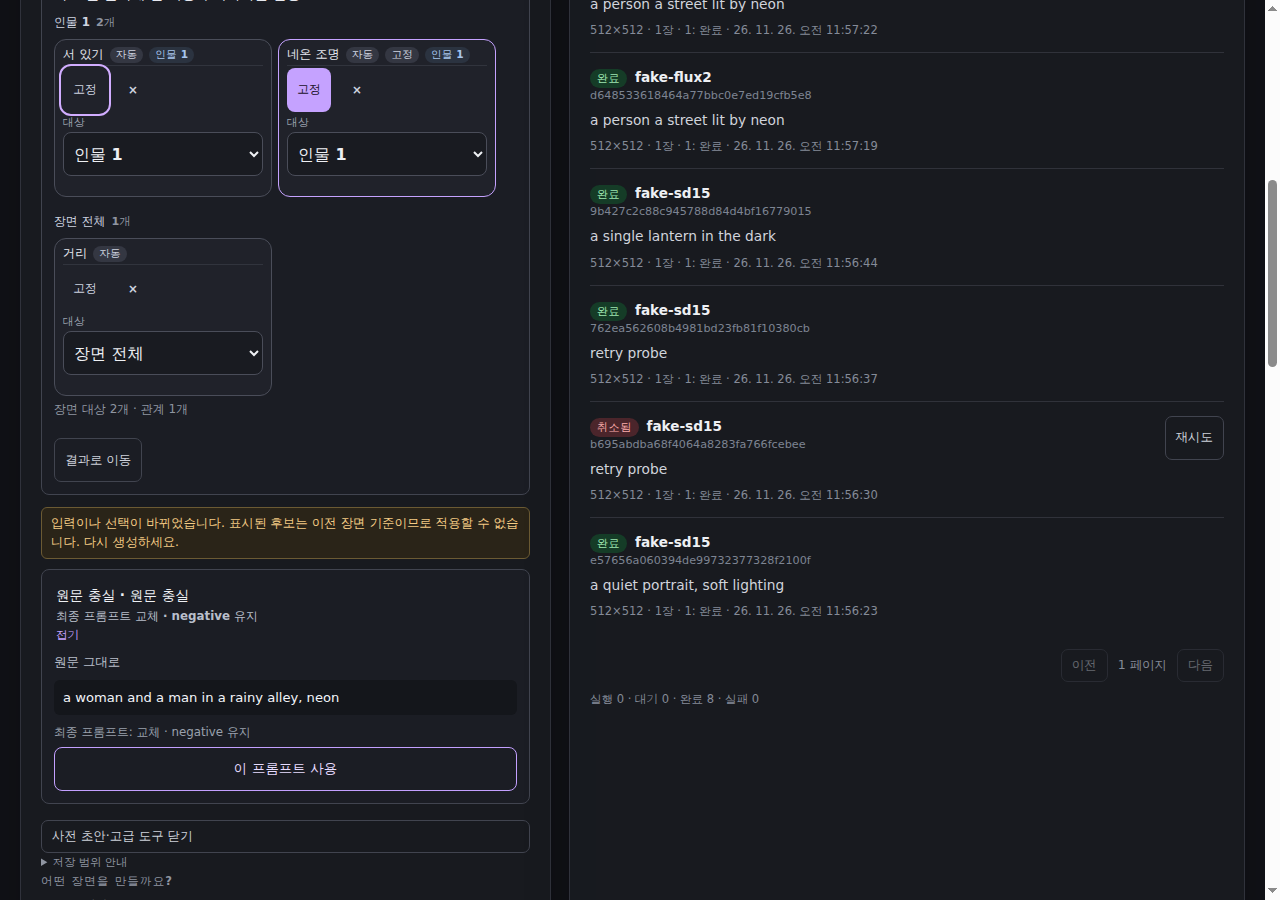 인물 1 2개
서 있기 자동 인물 1
고정 ×
대상
인물 1
네온 조명 자동 고정 인물 1
고정 ×
대상
인물 1
장면 전체 1개
거리 자동
고정 ×
대상
장면 전체
장면 대상 2개 · 관계 1개
결과로 이동
입력이나 선택이 바뀌었습니다. 표시된 후보는 이전 장면 기준이므로 적용할 수 없습
니다. 다시 생성하세요.
원문 충실 · 원문 충실
최종 프롬프트 교체 · negative 유지
접기
원문 그대로
a woman and a man in a rainy alley, neon
최종 프롬프트: 교체 · negative 유지
이 프롬프트 사용
사전 초안·고급 도구 닫기
▶ 저장 범위 안내
어떤 장면을 만들까요?
a person a street lit by neon
512×512 · 1장 · 1: 완료 · 26. 11. 26. 오전 11:57:22
완료 fake-flux2
d648533618464a77bbc0e7ed19cfb5e8
a person a street lit by neon
512×512 · 1장 · 1: 완료 · 26. 11. 26. 오전 11:57:19
완료 fake-sd15
9b427c2c88c945788d84d4bf16779015
a single lantern in the dark
512×512 · 1장 · 1: 완료 · 26. 11. 26. 오전 11:56:44
완료 fake-sd15
762ea562608b4981bd23fb81f10380cb
retry probe
512×512 · 1장 · 1: 완료 · 26. 11. 26. 오전 11:56:37
취소됨 fake-sd15
b695abdba68f4064a8283fa766fcebee
재시도
retry probe
512×512 · 1장 · 1: 완료 · 26. 11. 26. 오전 11:56:30
완료 fake-sd15
e57656a060394de99732377328f2100f
a quiet portrait, soft lighting
512×512 · 1장 · 1: 완료 · 26. 11. 26. 오전 11:56:23
이전 1 페이지 다음
실행 0 · 대기 0 · 완료 8 · 실패 0